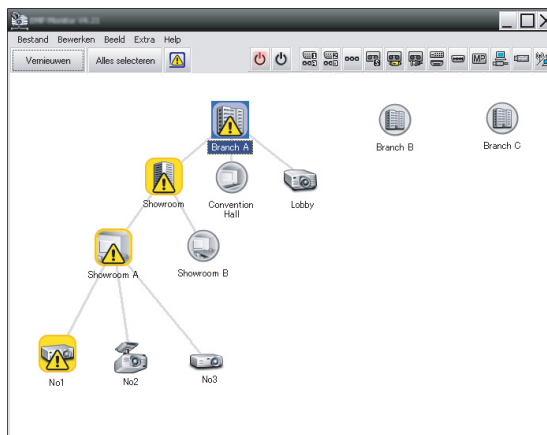 Bestand Bewerken Beeld Extra Help
Vernieuwen Alles selecteren MP
Branch A Branch B Branch C
Showroom Convention Hall Lobby
Showroom A Showroom B
No1 No2 No3